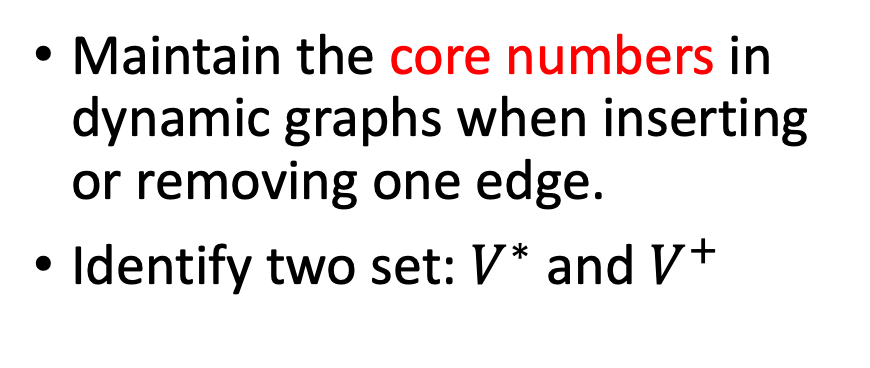 • Maintain the core numbers in
dynamic graphs when inserting
or removing one edge.
• Identify two set: V* and V⁺